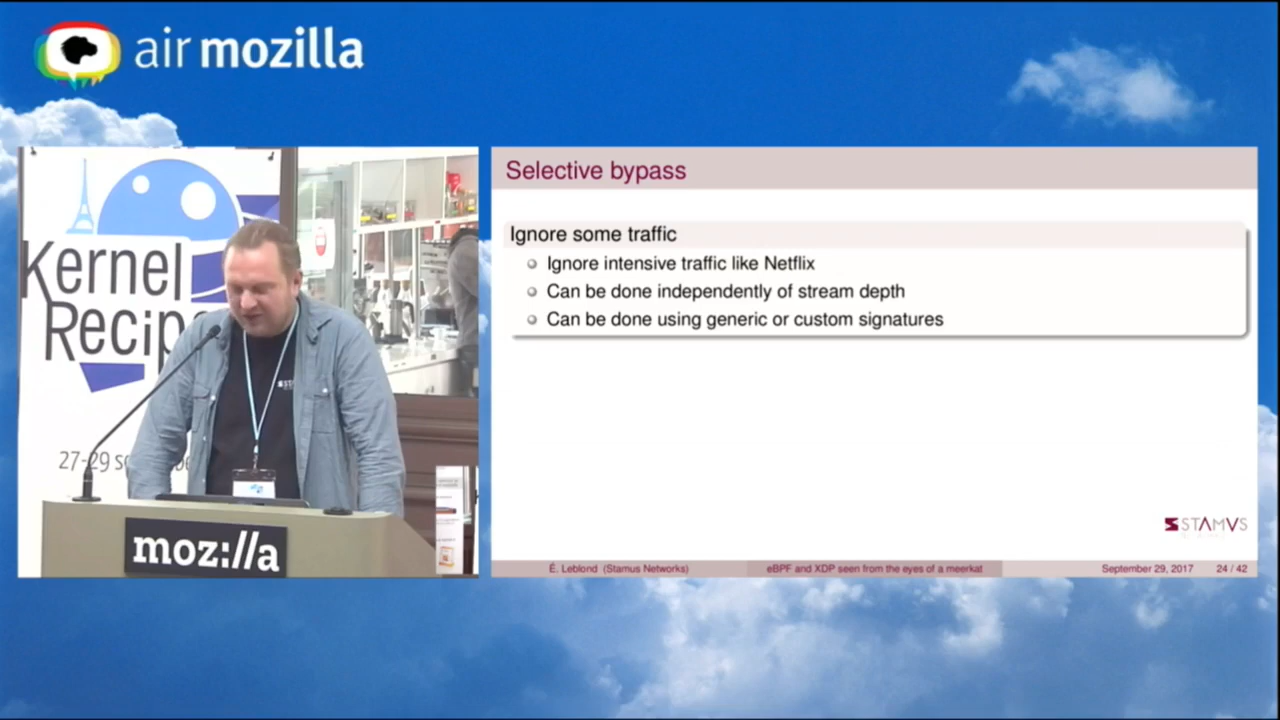 air mozilla
Kernel
Recip
27-29 s
moz://a
Selective bypass
Ignore some traffic
Ignore intensive traffic like Netflix
Can be done independently of stream depth
Can be done using generic or custom signatures
STAMVS
É. Leblond (Stamus Networks) eBPF and XDP seen from the eyes of a meerkat September 29, 2017 24 / 42